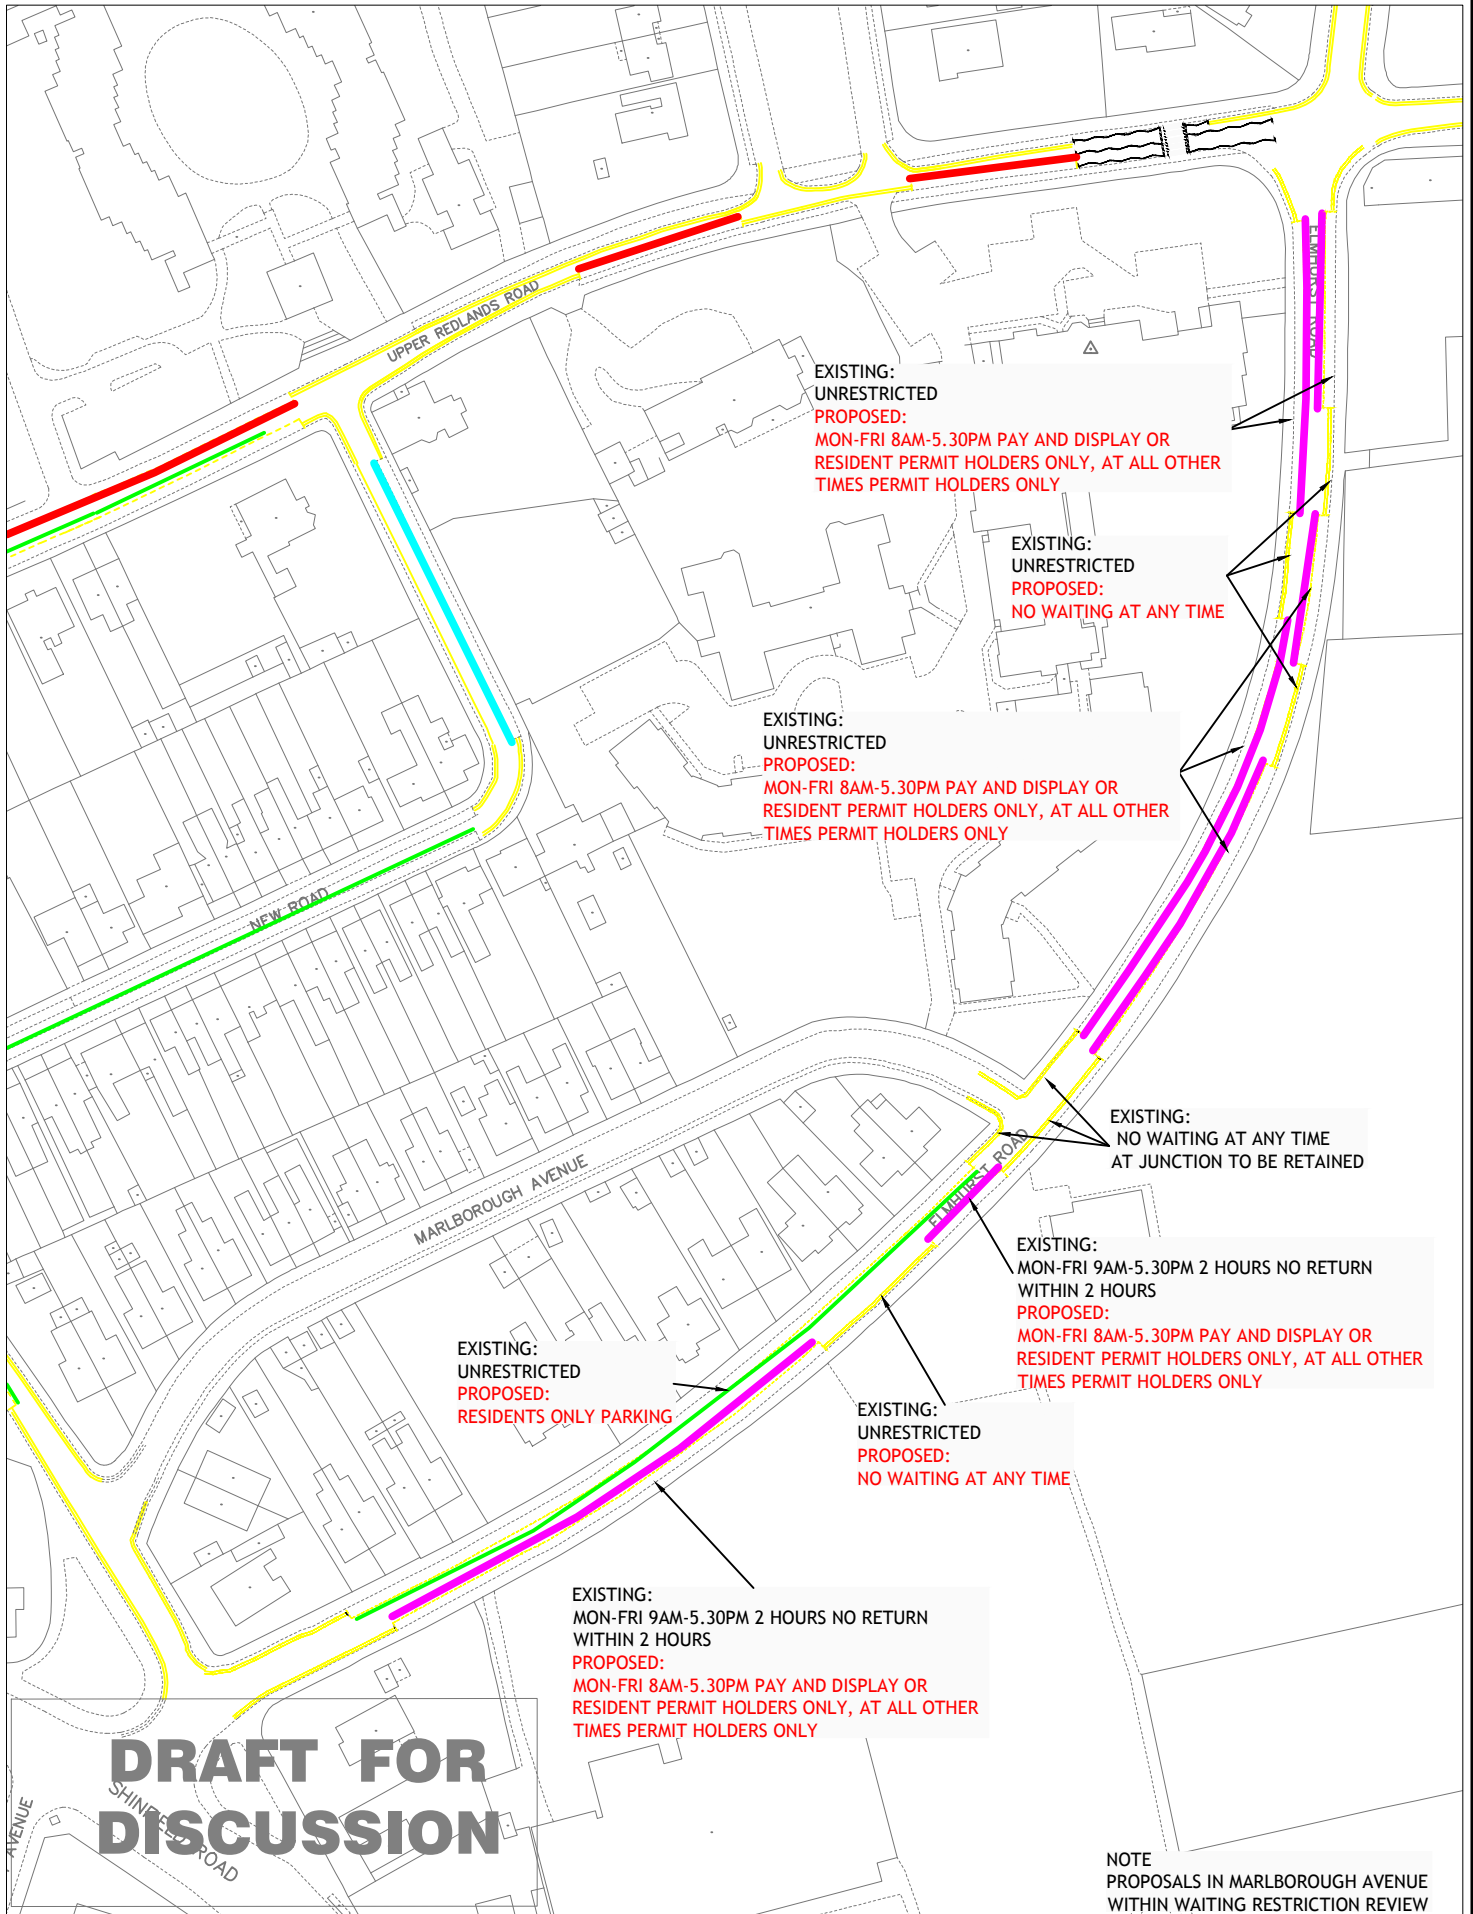 UPPER REDLANDS ROAD
ELMHURST ROAD
EXISTING:
UNRESTRICTED
PROPOSED:
MON-FRI 8AM-5.30PM PAY AND DISPLAY OR
RESIDENT PERMIT HOLDERS ONLY, AT ALL OTHER
TIMES PERMIT HOLDERS ONLY
EXISTING:
UNRESTRICTED
PROPOSED:
NO WAITING AT ANY TIME
EXISTING:
UNRESTRICTED
PROPOSED:
MON-FRI 8AM-5.30PM PAY AND DISPLAY OR
RESIDENT PERMIT HOLDERS ONLY, AT ALL OTHER
TIMES PERMIT HOLDERS ONLY
NEW ROAD
EXISTING:
NO WAITING AT ANY TIME
AT JUNCTION TO BE RETAINED
MARLBOROUGH AVENUE
ELMHURST ROAD
EXISTING:
MON-FRI 9AM-5.30PM 2 HOURS NO RETURN
WITHIN 2 HOURS
PROPOSED:
MON-FRI 8AM-5.30PM PAY AND DISPLAY OR
RESIDENT PERMIT HOLDERS ONLY, AT ALL OTHER
TIMES PERMIT HOLDERS ONLY
EXISTING:
UNRESTRICTED
PROPOSED:
RESIDENTS ONLY PARKING
EXISTING:
UNRESTRICTED
PROPOSED:
NO WAITING AT ANY TIME
EXISTING:
MON-FRI 9AM-5.30PM 2 HOURS NO RETURN
WITHIN 2 HOURS
PROPOSED:
MON-FRI 8AM-5.30PM PAY AND DISPLAY OR
RESIDENT PERMIT HOLDERS ONLY, AT ALL OTHER
TIMES PERMIT HOLDERS ONLY
DRAFT FOR
DISCUSSION
SHINFIELD ROAD
AVENUE
NOTE
PROPOSALS IN MARLBOROUGH AVENUE
WITHIN WAITING RESTRICTION REVIEW